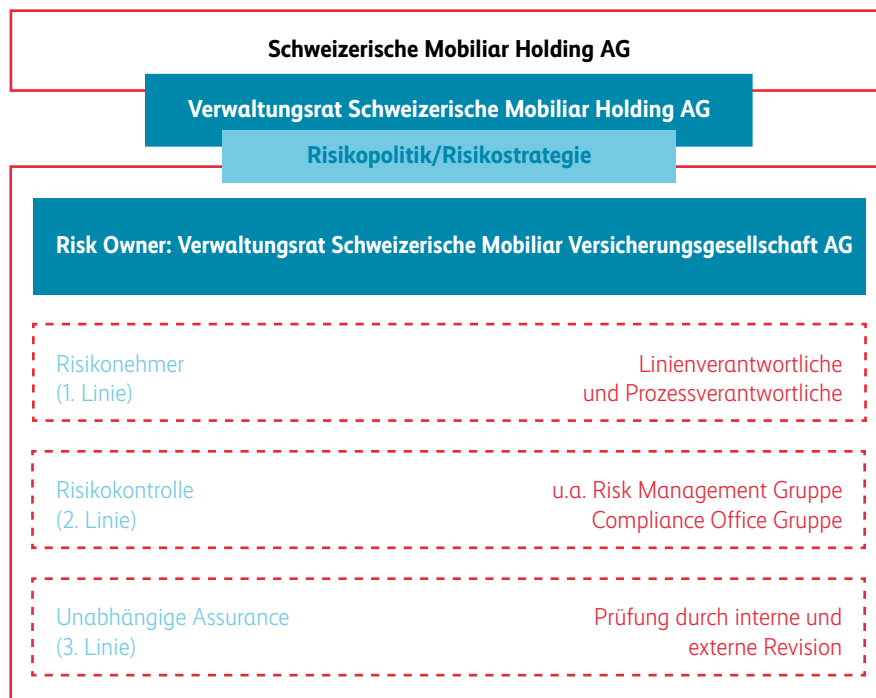 Schweizerische Mobiliar Holding AG
Verwaltungsrat Schweizerische Mobiliar Holding AG
Risikopolitik/Risikostrategie
Risk Owner: Verwaltungsrat Schweizerische Mobiliar Versicherungsgesellschaft AG
Risikonehmer
(1. Linie)
Linienverantwortliche
und Prozessverantwortliche
Risikokontrolle
(2. Linie)
u.a. Risk Management Gruppe
Compliance Office Gruppe
Unabhängige Assurance
(3. Linie)
Prüfung durch interne und
externe Revision